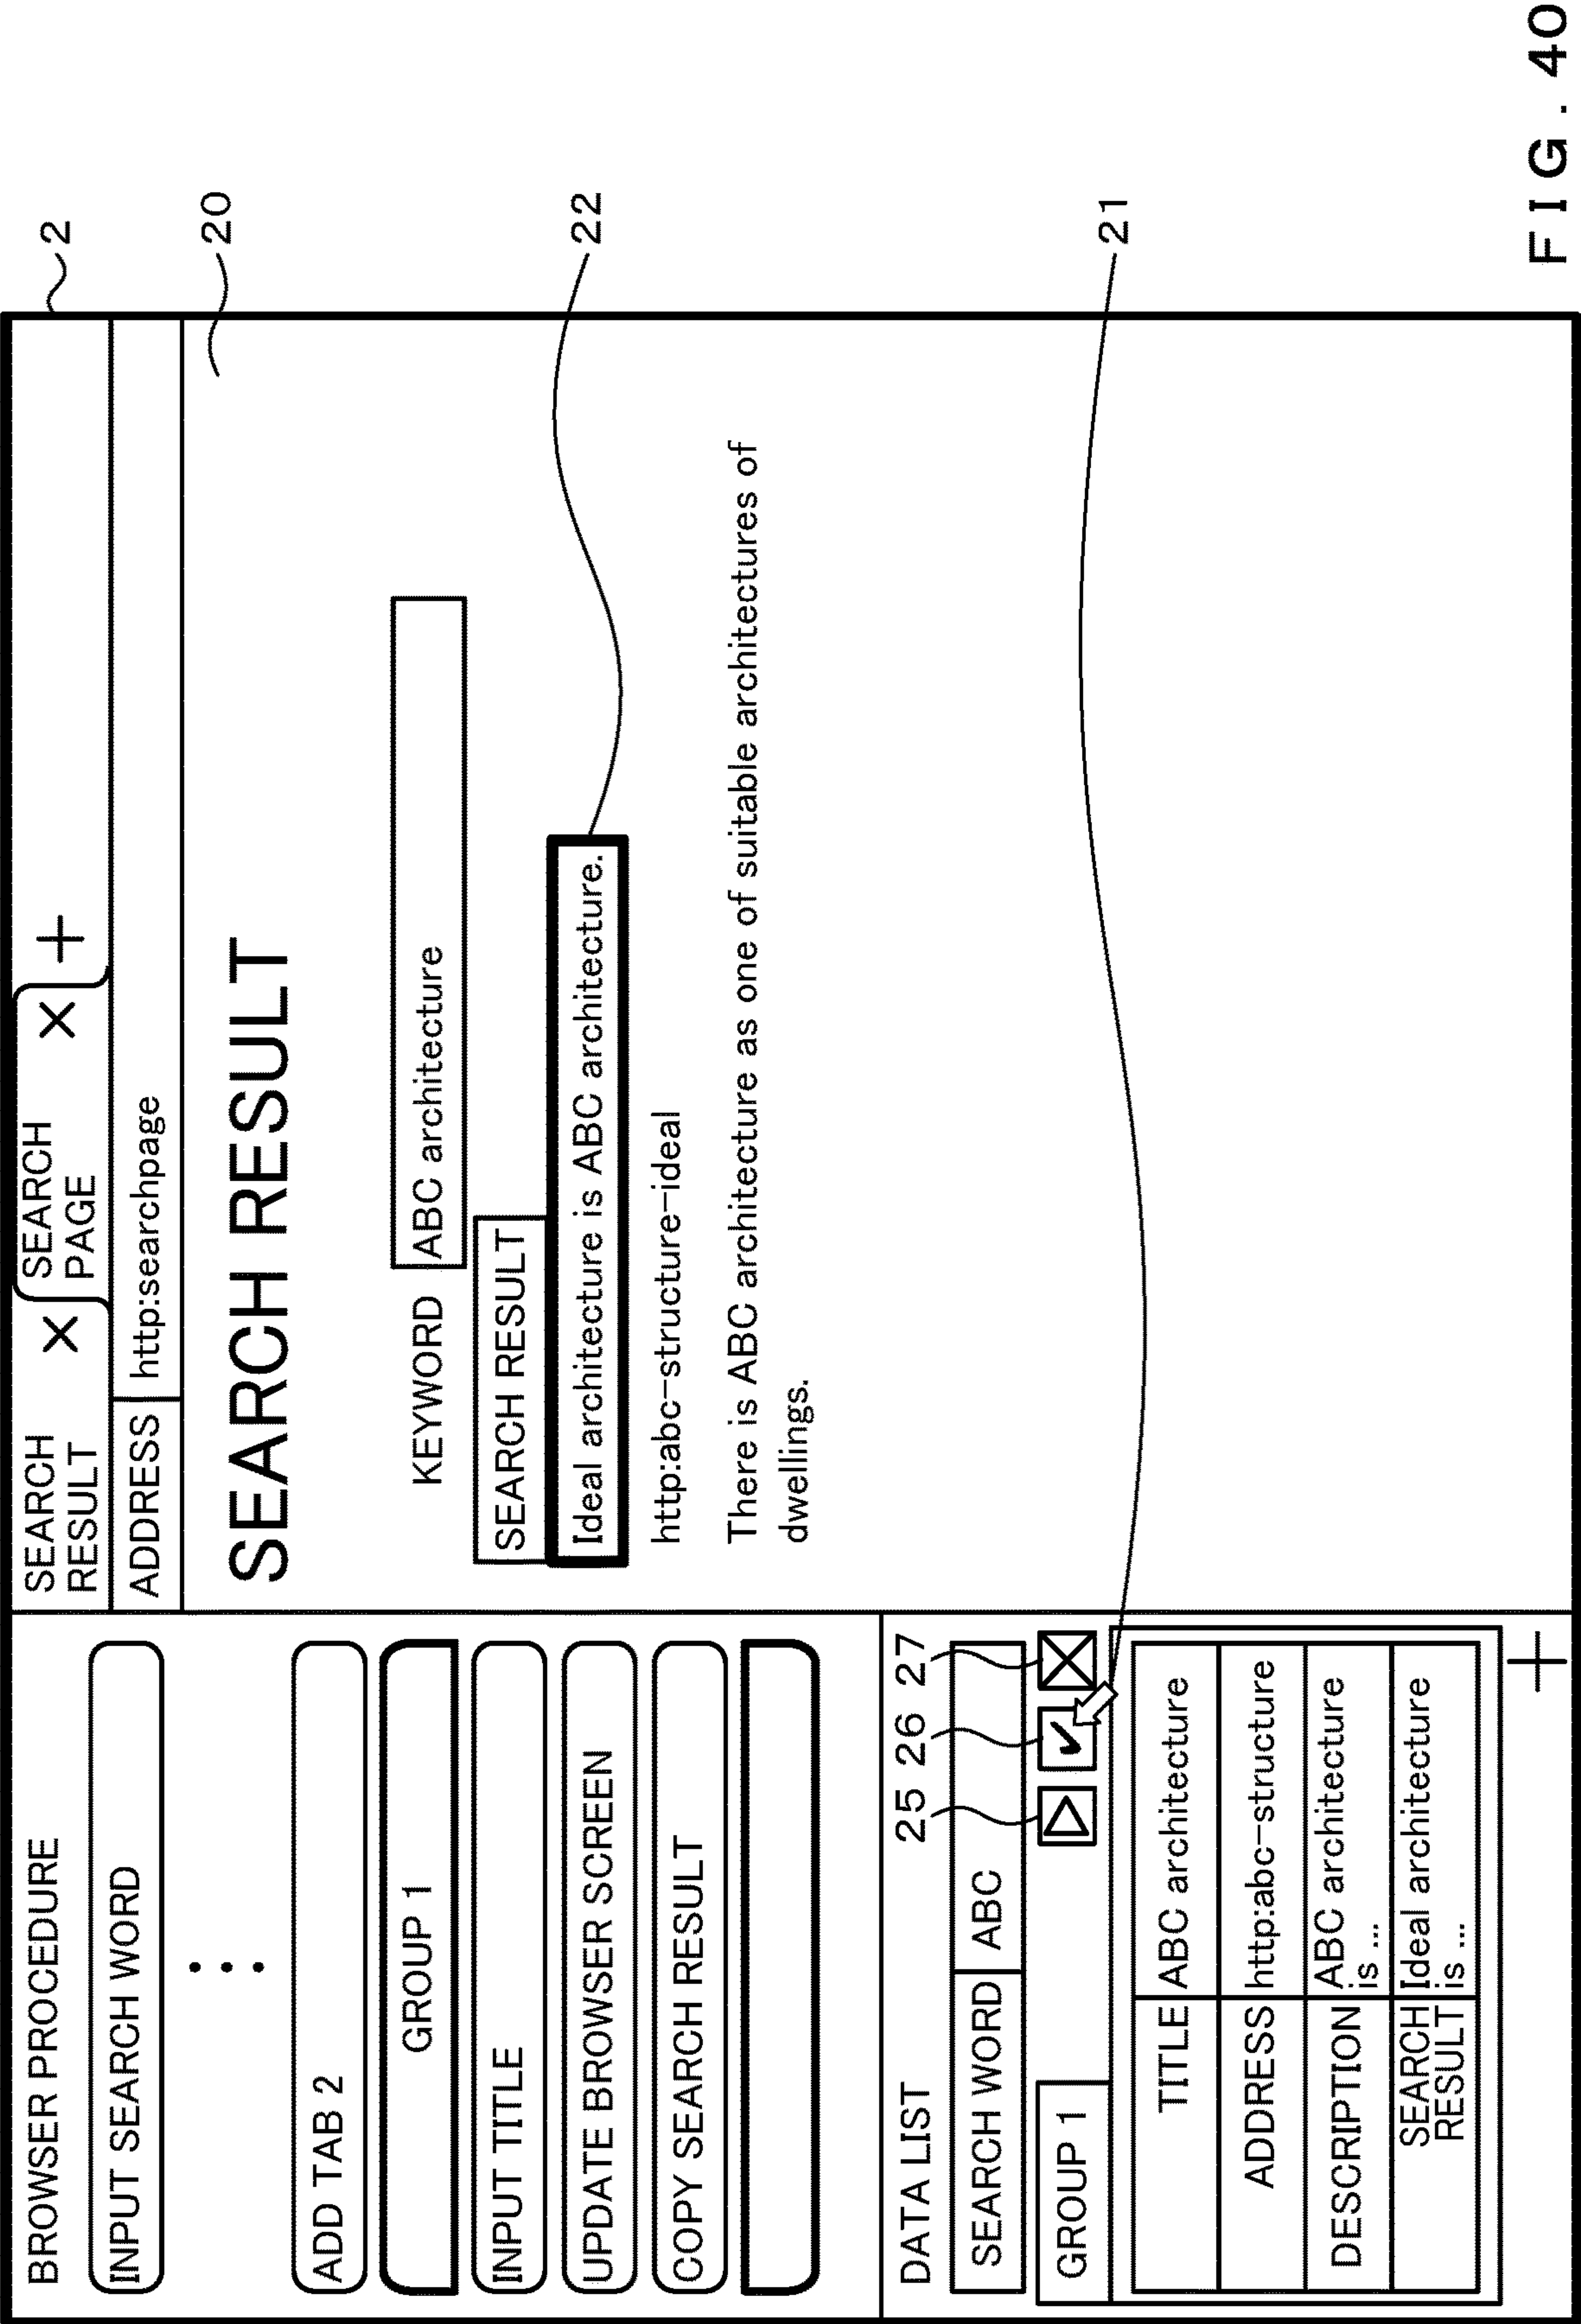 BROWSER PROCEDURE
INPUT SEARCH WORD
ADD TAB 2
GROUP 1
INPUT TITLE
UPDATE BROWSER SCREEN
COPY SEARCH RESULT
DATA LIST
SEARCH WORD ABC
25 26 27
GROUP 1
TITLE ABC architecture
ADDRESS http:abc-structure
DESCRIPTION ABC architecture
is ...
SEARCH
RESULT
Ideal architecture
is ...
SEARCH
RESULT
SEARCH
PAGE
ADDRESS http:searchpage
SEARCH RESULT
KEYWORD ABC architecture
SEARCH RESULT
Ideal architecture is ABC architecture.
http:abc-structure-ideal
There is ABC architecture as one of suitable architectures of
dwellings.
2
20
22
21
FIG. 40